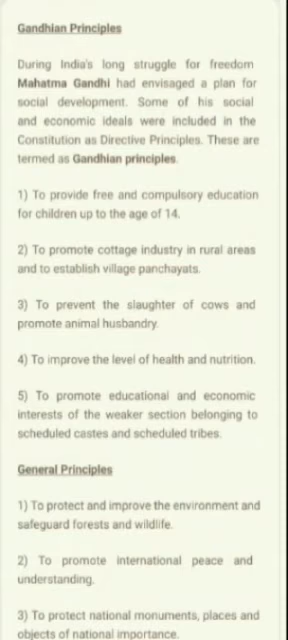 Gandhian Principles
During India's long struggle for freedom
Mahatma Gandhi had envisaged a plan for
social development. Some of his social
and economic ideals were included in the
Constitution as Directive Principles. These are
termed as Gandhian principles.
1) To provide free and compulsory education
for children up to the age of 14.
2) To promote cottage industry in rural areas
and to establish village panchayats.
3) To prevent the slaughter of cows and
promote animal husbandry.
4) To improve the level of health and nutrition.
5) To promote educational and economic
interests of the weaker section belonging to
scheduled castes and scheduled tribes.
General Principles
1) To protect and improve the environment and
safeguard forests and wildlife.
2) To promote international peace and
understanding.
3) To protect national monuments, places and
objects of national importance.